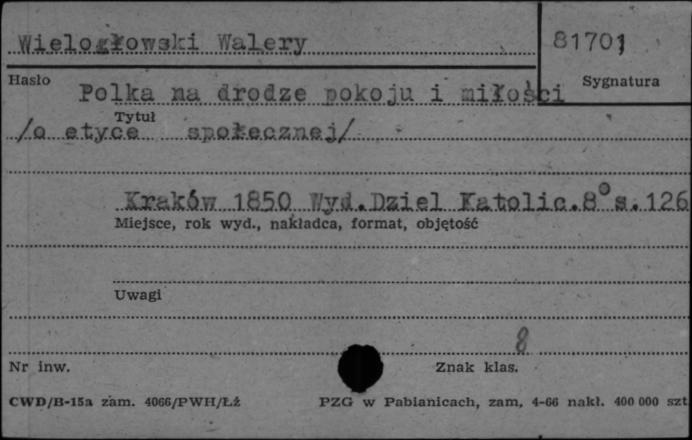 Wielogłowski Walery
81701
Hasło
Sygnatura
Polka na drodze pokoju i miłości
Tytuł
/o etyce społecznej/
Kraków 1850 Wyd.Dzieł Katolic.8° s.126
Miejsce, rok wyd., nakładca, format, objętość
Uwagi
8
Nr inw.
Znak klas.
CWD/B-15a zam. 4066/PWH/Łż
PZG w Pabianicach, zam, 4-66 nakł. 400 000 szt